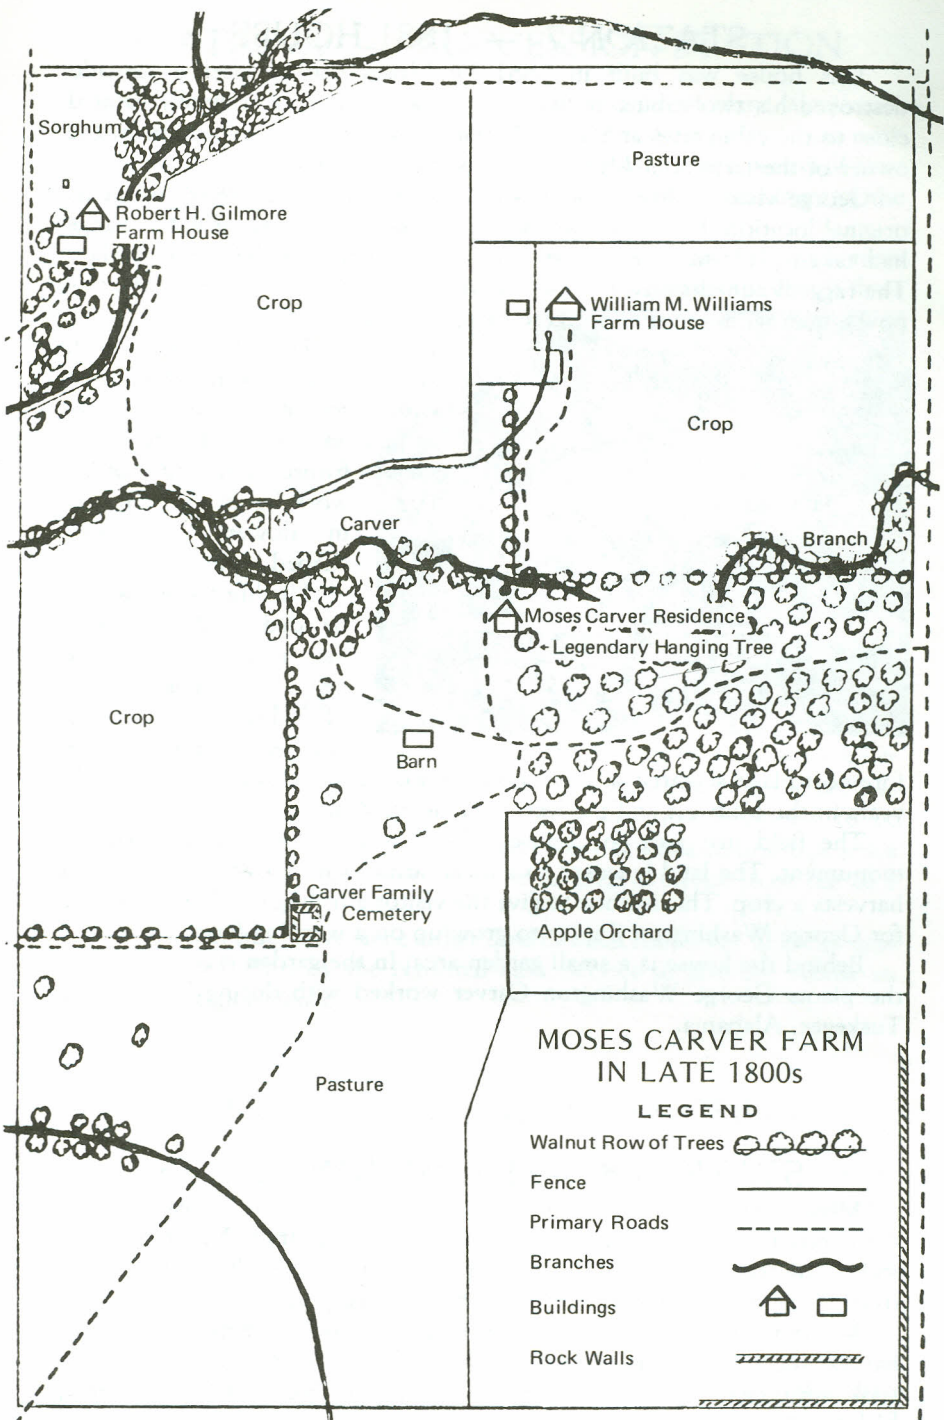 Sorghum
Pasture
Robert H. Gilmore
Farm House
Crop
William M. Williams
Farm House
Crop
Carver
Branch
Moses Carver Residence
Legendary Hanging Tree
Crop
Barn
Carver Family
Cemetery
Apple Orchard
Pasture
MOSES CARVER FARM
IN LATE 1800s
LEGEND
Walnut Row of Trees
Fence
Primary Roads
Branches
Buildings
Rock Walls